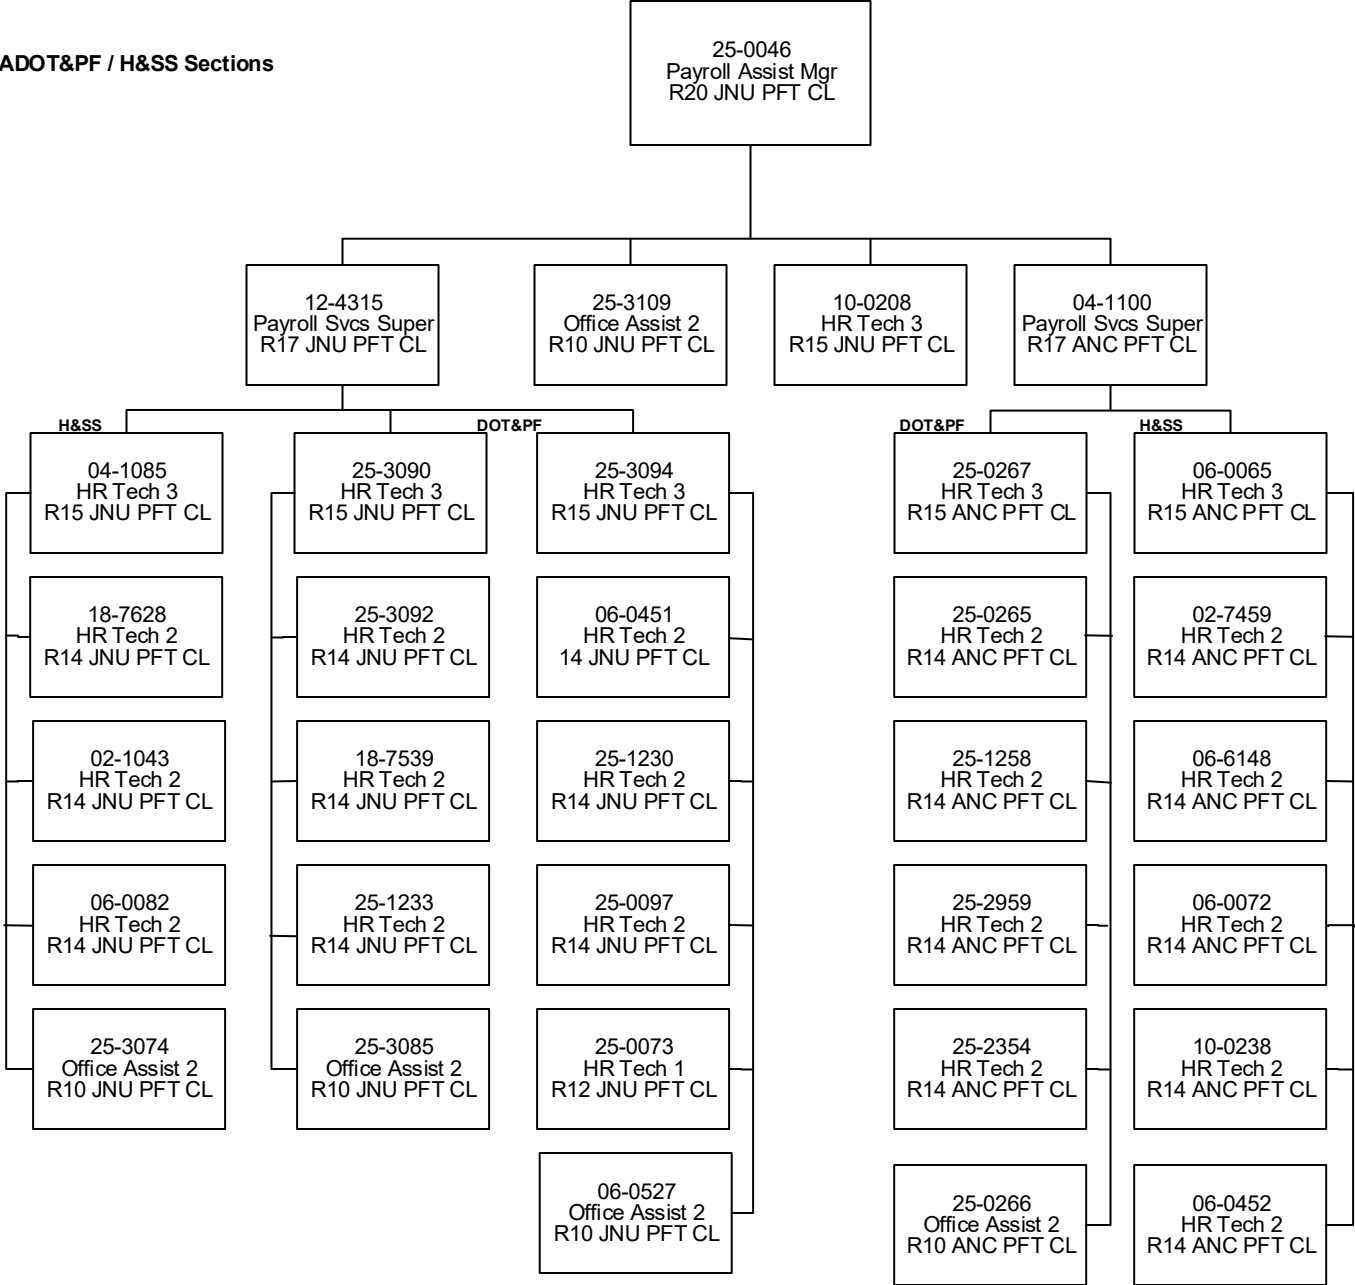 ADOT&PF / H&SS Sections
25-0046
Payroll Assist Mgr
R20 JNU PFT CL
12-4315
Payroll Svcs Super
R17 JNU PFT CL
25-3109
Office Assist 2
R10 JNU PFT CL
10-0208
HR Tech 3
R15 JNU PFT CL
04-1100
Payroll Svcs Super
R17 ANC PFT CL
H&SS
DOT&PF
DOT&PF
H&SS
04-1085
HR Tech 3
R15 JNU PFT CL
25-3090
HR Tech 3
R15 JNU PFT CL
25-3094
HR Tech 3
R15 JNU PFT CL
25-0267
HR Tech 3
R15 ANC PFT CL
06-0065
HR Tech 3
R15 ANC PFT CL
18-7628
HR Tech 2
R14 JNU PFT CL
25-3092
HR Tech 2
R14 JNU PFT CL
06-0451
HR Tech 2
14 JNU PFT CL
25-0265
HR Tech 2
R14 ANC PFT CL
02-7459
HR Tech 2
R14 ANC PFT CL
02-1043
HR Tech 2
R14 JNU PFT CL
18-7539
HR Tech 2
R14 JNU PFT CL
25-1230
HR Tech 2
R14 JNU PFT CL
25-1258
HR Tech 2
R14 ANC PFT CL
06-6148
HR Tech 2
R14 ANC PFT CL
06-0082
HR Tech 2
R14 JNU PFT CL
25-1233
HR Tech 2
R14 JNU PFT CL
25-0097
HR Tech 2
R14 JNU PFT CL
25-2959
HR Tech 2
R14 ANC PFT CL
06-0072
HR Tech 2
R14 ANC PFT CL
25-3074
Office Assist 2
R10 JNU PFT CL
25-3085
Office Assist 2
R10 JNU PFT CL
25-0073
HR Tech 1
R12 JNU PFT CL
25-2354
HR Tech 2
R14 ANC PFT CL
10-0238
HR Tech 2
R14 ANC PFT CL
06-0527
Office Assist 2
R10 JNU PFT CL
25-0266
Office Assist 2
R10 ANC PFT CL
06-0452
HR Tech 2
R14 ANC PFT CL